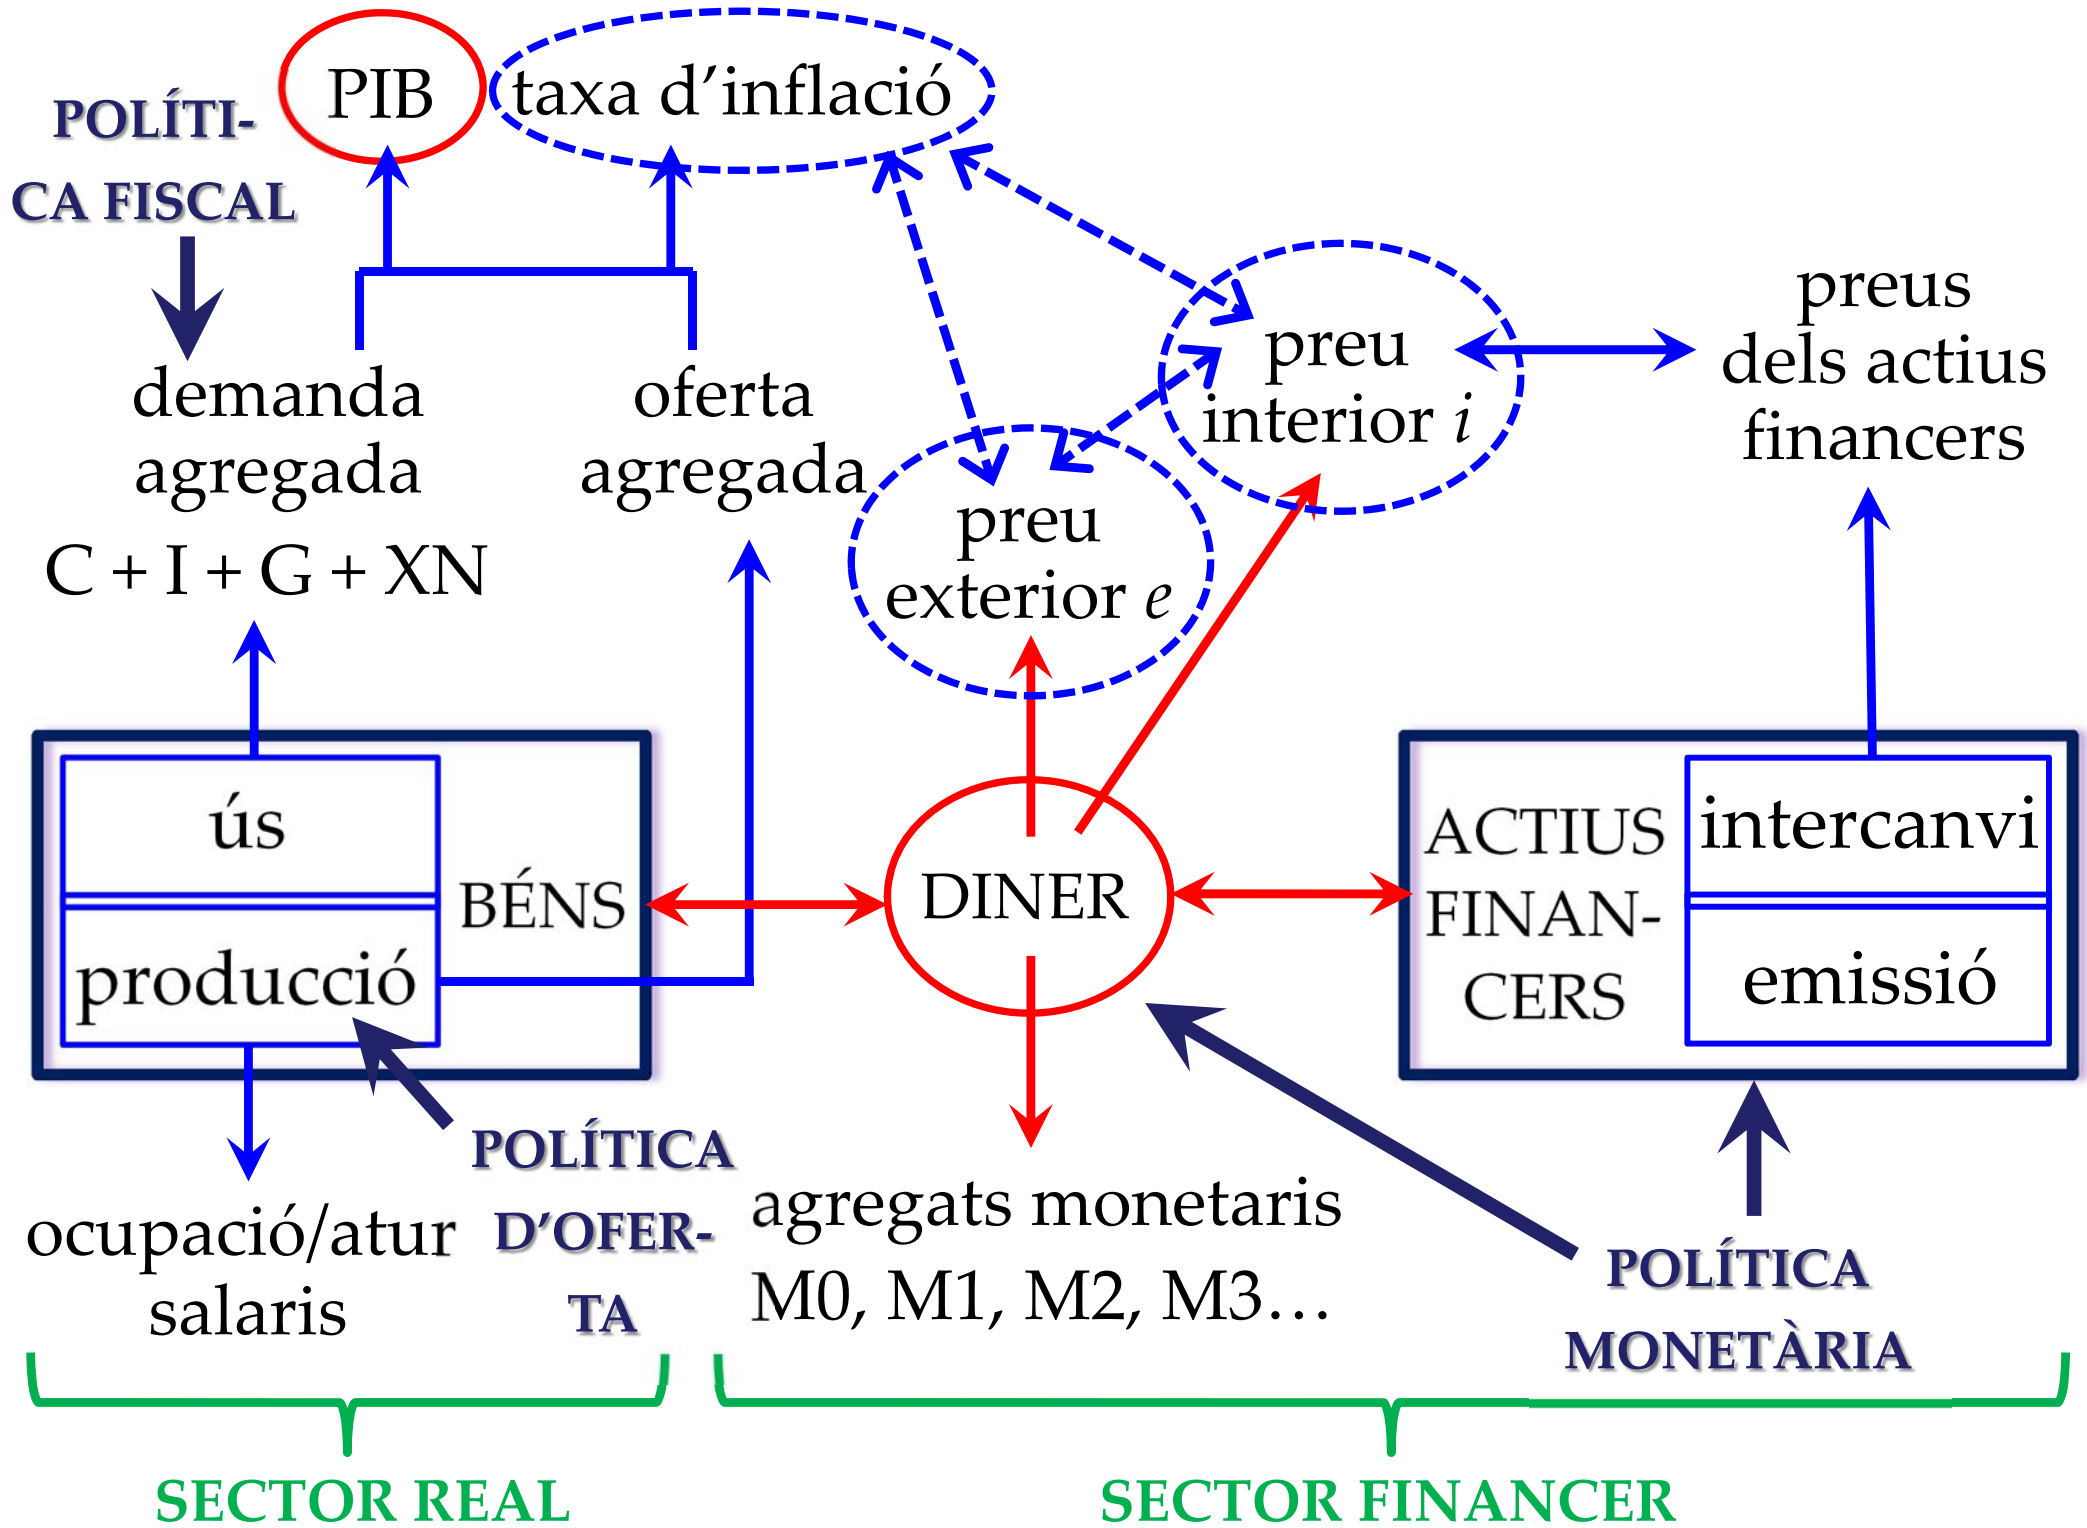 PIB
taxa d’inflació
POLÍTI-
CA FISCAL
demanda
agregada
C + I + G + XN
oferta
agregada
preu
exterior e
preu
interior i
preus
dels actius
financers
ús
producció
BÉNS
DINER
ACTIUS
FINAN-
CERS
intercanvi
emissió
ocupació/atur
salaris
POLÍTICA
D’OFER-
TA
agregats monetaris
M0, M1, M2, M3…
POLÍTICA
MONETÀRIA
SECTOR REAL
SECTOR FINANCER